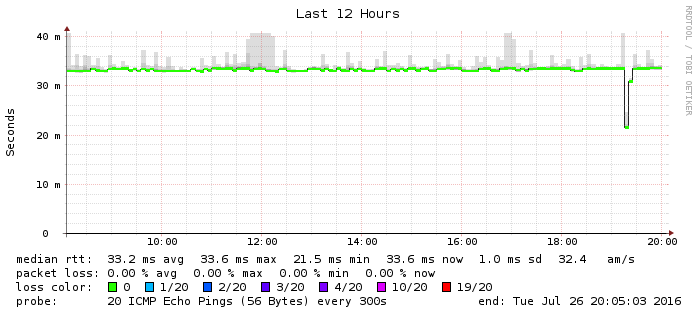 Last 12 Hours
RRDTOOL / TOBI OETIKER
Seconds
40 m
30 m
20 m
10 m
0
10:00 12:00 14:00 16:00 18:00 20:00
median rtt: 33.2 ms avg 33.6 ms max 21.5 ms min 33.6 ms now 1.0 ms sd 32.4 am/s
packet loss: 0.00 % avg 0.00 % max 0.00 % min 0.00 % now
loss color: 0 1/20 2/20 3/20 4/20 10/20 19/20
probe: 20 ICMP Echo Pings (56 Bytes) every 300s end: Tue Jul 26 20:05:03 2016